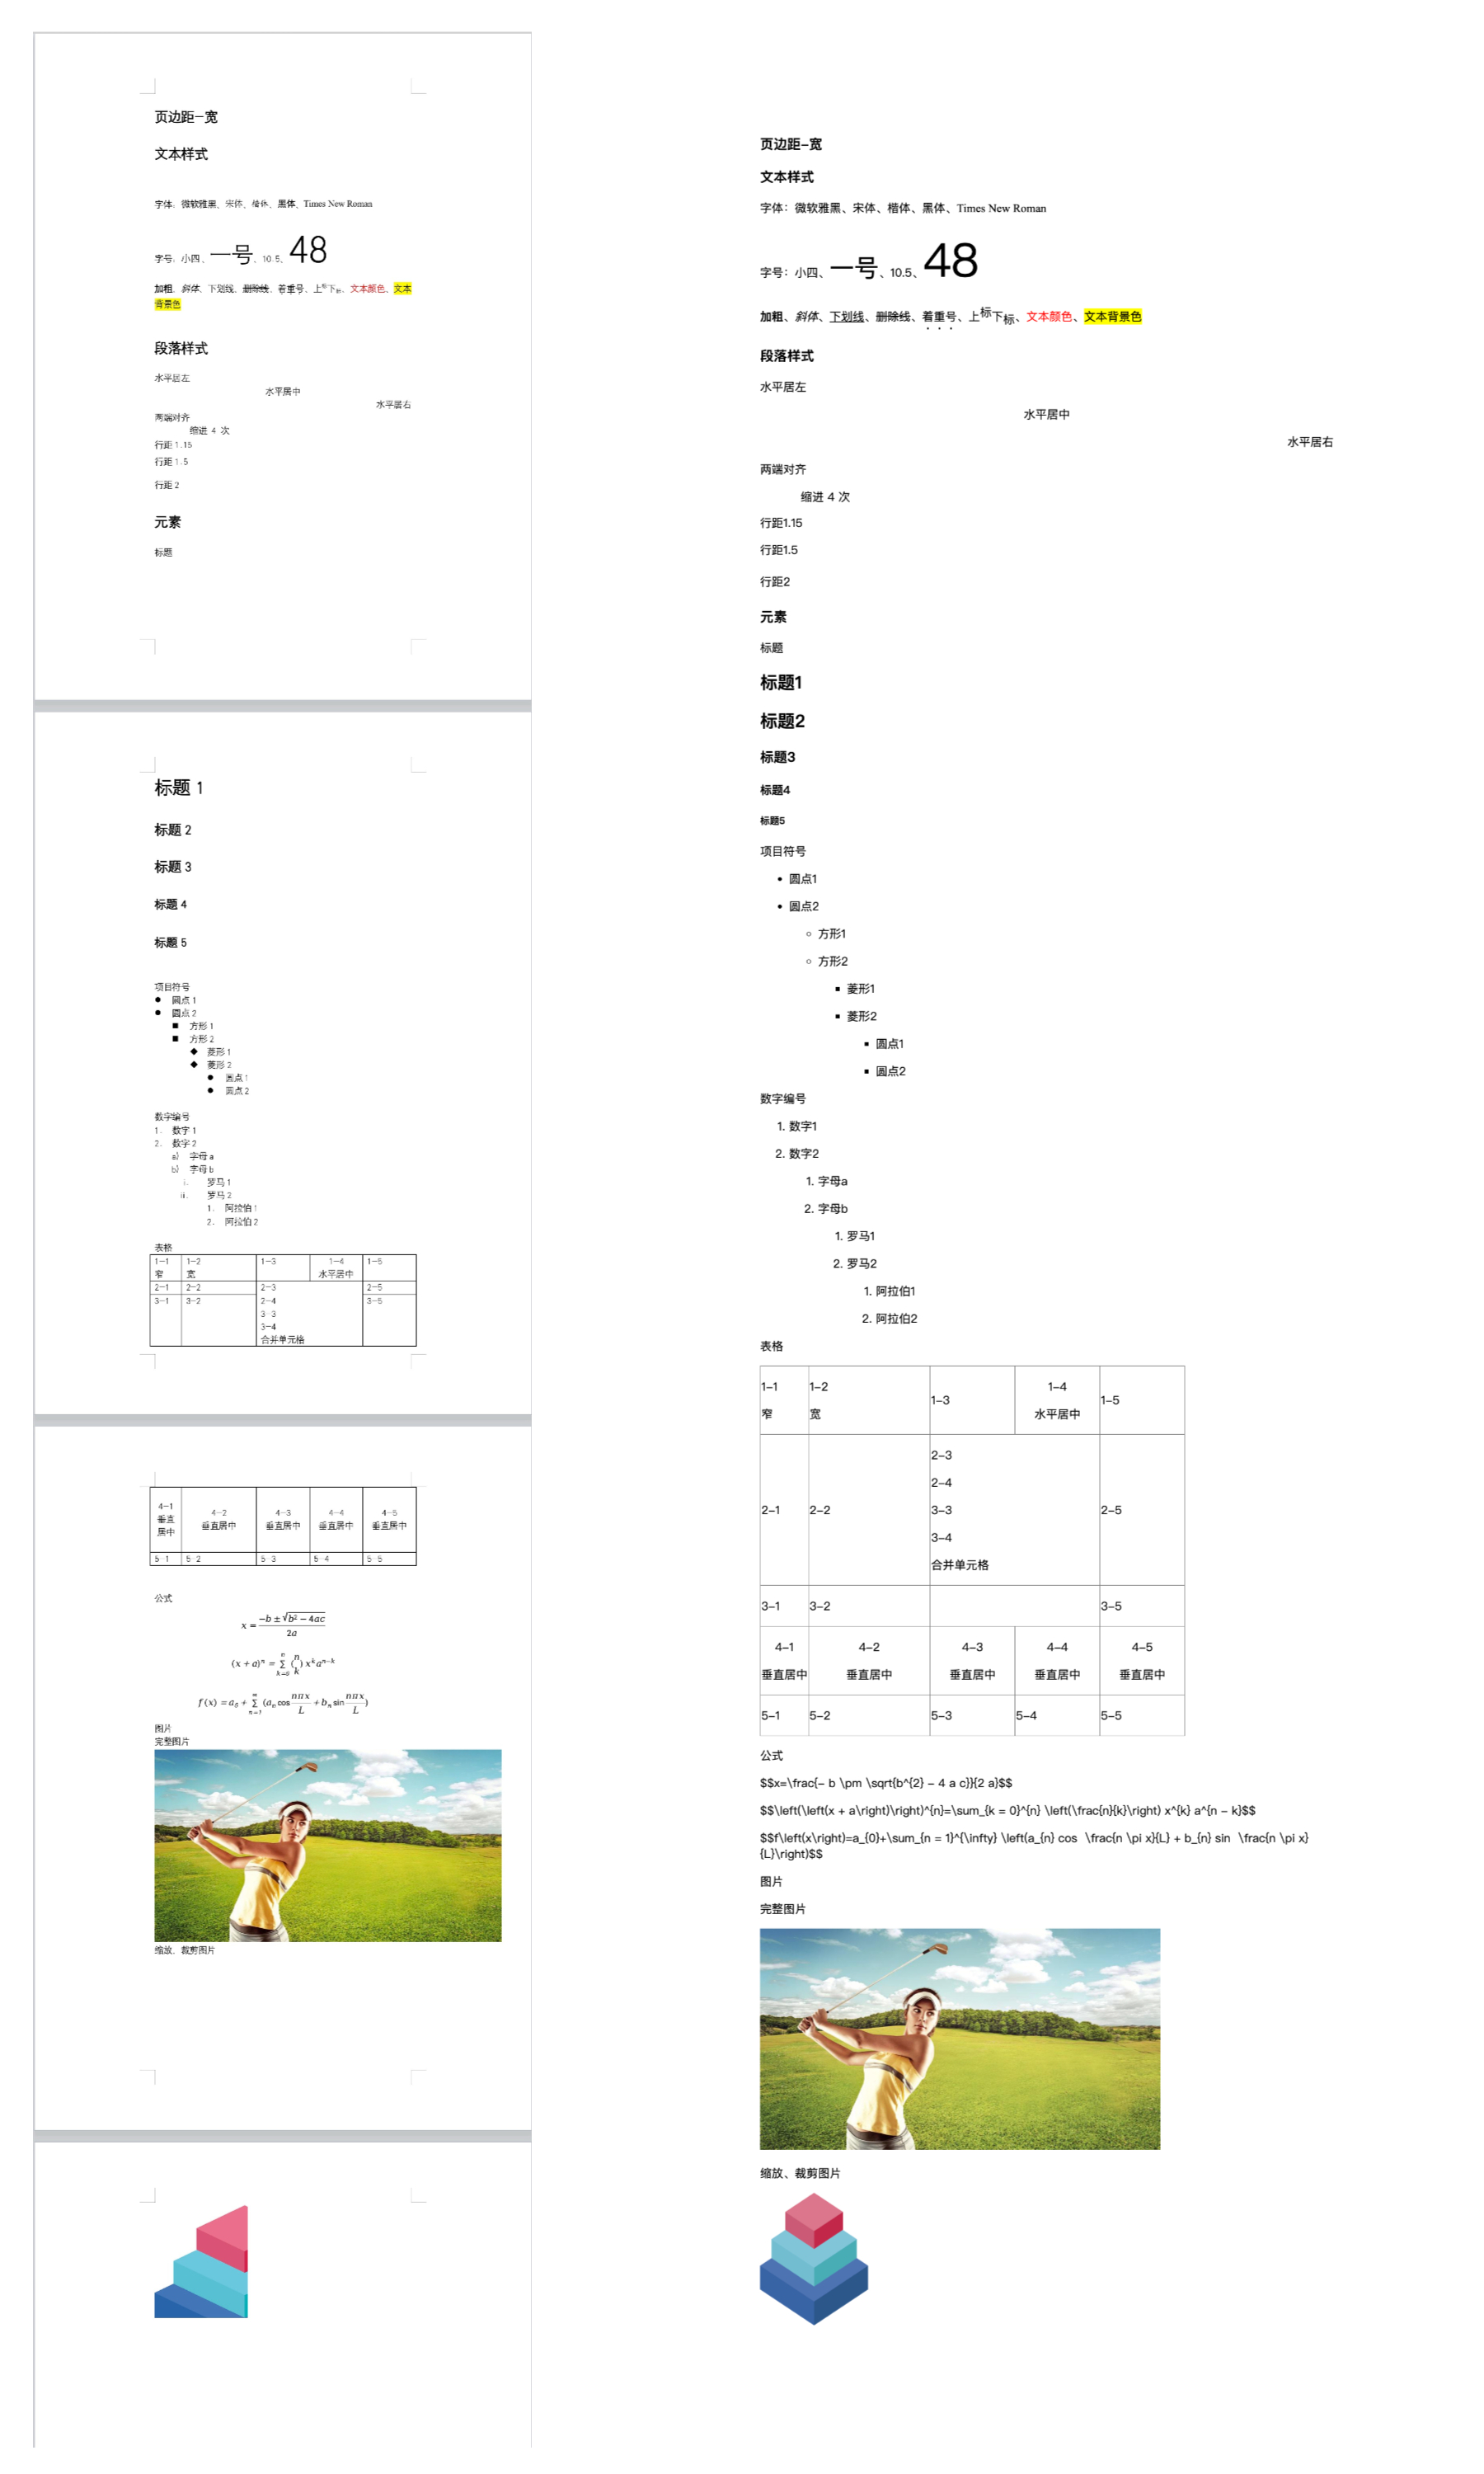 页边距-宽
文本样式
字体：微软雅黑、宋体、楷体、黑体、Times New Roman
字号：小四、一号、10.5、48
加粗、斜体、下划线、删除线、着重号、上标下标、文本颜色、文本
背景色
段落样式
水平居左
水平居中
水平居右
两端对齐
缩进 4 次
行距 1.15
行距 1.5
行距 2
元素
标题
标题 1
标题 2
标题 3
标题 4
标题 5
项目符号
● 圆点 1
● 圆点 2
■ 方形 1
■ 方形 2
◆ 菱形 1
◆ 菱形 2
● 圆点 1
● 圆点 2
数字编号
1. 数字 1
2. 数字 2
a) 字母 a
b) 字母 b
i. 罗马 1
ii. 罗马 2
1. 阿拉伯 1
2. 阿拉伯 2
表格
1-1 1-2 1-3 1-4 1-5
窄 宽 水平居中
2-1 2-2 2-3 2-5
3-1 3-2 2-4 3-5
3-3
3-4
合并单元格
4-1 4-2 4-3 4-4 4-5
垂直居中 垂直居中 垂直居中 垂直居中 垂直居中
5-1 5-2 5-3 5-4 5-5
公式
x = (-b ± √(b² − 4ac)) / 2a
(x + a)ⁿ = ∑_{k=0}^{n} (n k) xᵏ aⁿ⁻ᵏ
f(x) = a₀ + ∑_{n=1}^{∞} (aₙ cos nπx/L + bₙ sin nπx/L)
图片
完整图片
缩放、裁剪图片
页边距-宽
文本样式
字体：微软雅黑、宋体、楷体、黑体、Times New Roman
字号：小四、一号、10.5、48
加粗、斜体、下划线、删除线、着重号、上标下标、文本颜色、文本背景色
段落样式
水平居左
水平居中
水平居右
两端对齐
缩进 4 次
行距1.15
行距1.5
行距2
元素
标题
标题1
标题2
标题3
标题4
标题5
项目符号
• 圆点1
• 圆点2
◦ 方形1
◦ 方形2
▪ 菱形1
▪ 菱形2
▪ 圆点1
▪ 圆点2
数字编号
1. 数字1
2. 数字2
1. 字母a
2. 字母b
1. 罗马1
2. 罗马2
1. 阿拉伯1
2. 阿拉伯2
表格
1-1 1-2 1-3 1-4 1-5
窄 宽 水平居中
2-3
2-4
2-1 2-2 3-3 2-5
3-4
合并单元格
3-1 3-2 3-5
4-1 4-2 4-3 4-4 4-5
垂直居中 垂直居中 垂直居中 垂直居中 垂直居中
5-1 5-2 5-3 5-4 5-5
公式
$$x=\frac{- b \pm \sqrt{b^{2} - 4 a c}}{2 a}$$
$$\left(\left(x + a\right)\right)^{n}=\sum_{k = 0}^{n} \left(\frac{n}{k}\right) x^{k} a^{n - k}$$
$$f\left(x\right)=a_{0}+\sum_{n = 1}^{\infty} \left(a_{n} cos \frac{n \pi x}{L} + b_{n} sin \frac{n \pi x}
{L}\right)$$
图片
完整图片
缩放、裁剪图片